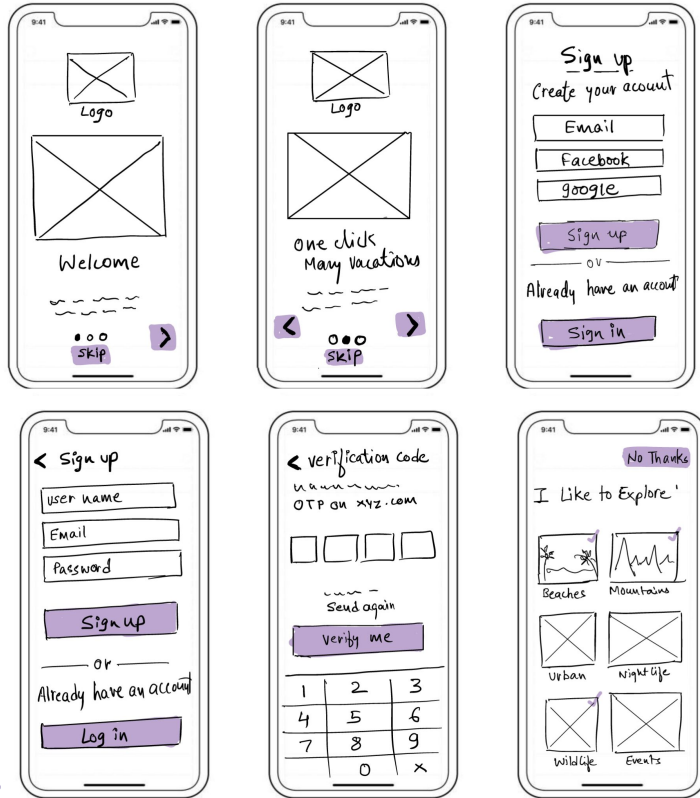 9:41
Logo
Welcome
skip
9:41
Logo
One click
Many Vacations
skip
9:41
Sign up
Create your acount
Email
Facebook
google
Sign up
or
Already have an acount
Sign in
9:41
< Sign up
User name
Email
Password
Sign up
or
Already have an account
Log in
9:41
< verification code
OTP on xyz.com
Send again
verify me
1 2 3
4 5 6
7 8 9
0 x
9:41
No Thanks
I Like to Explore '
Beaches Mountains
Urban Night life
Wildlife Events